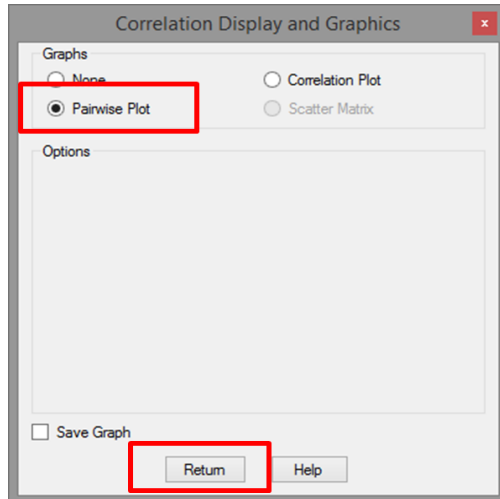 Correlation Display and Graphics
x
Graphs
None
Correlation Plot
Pairwise Plot
Scatter Matrix
Options
Save Graph
Return
Help